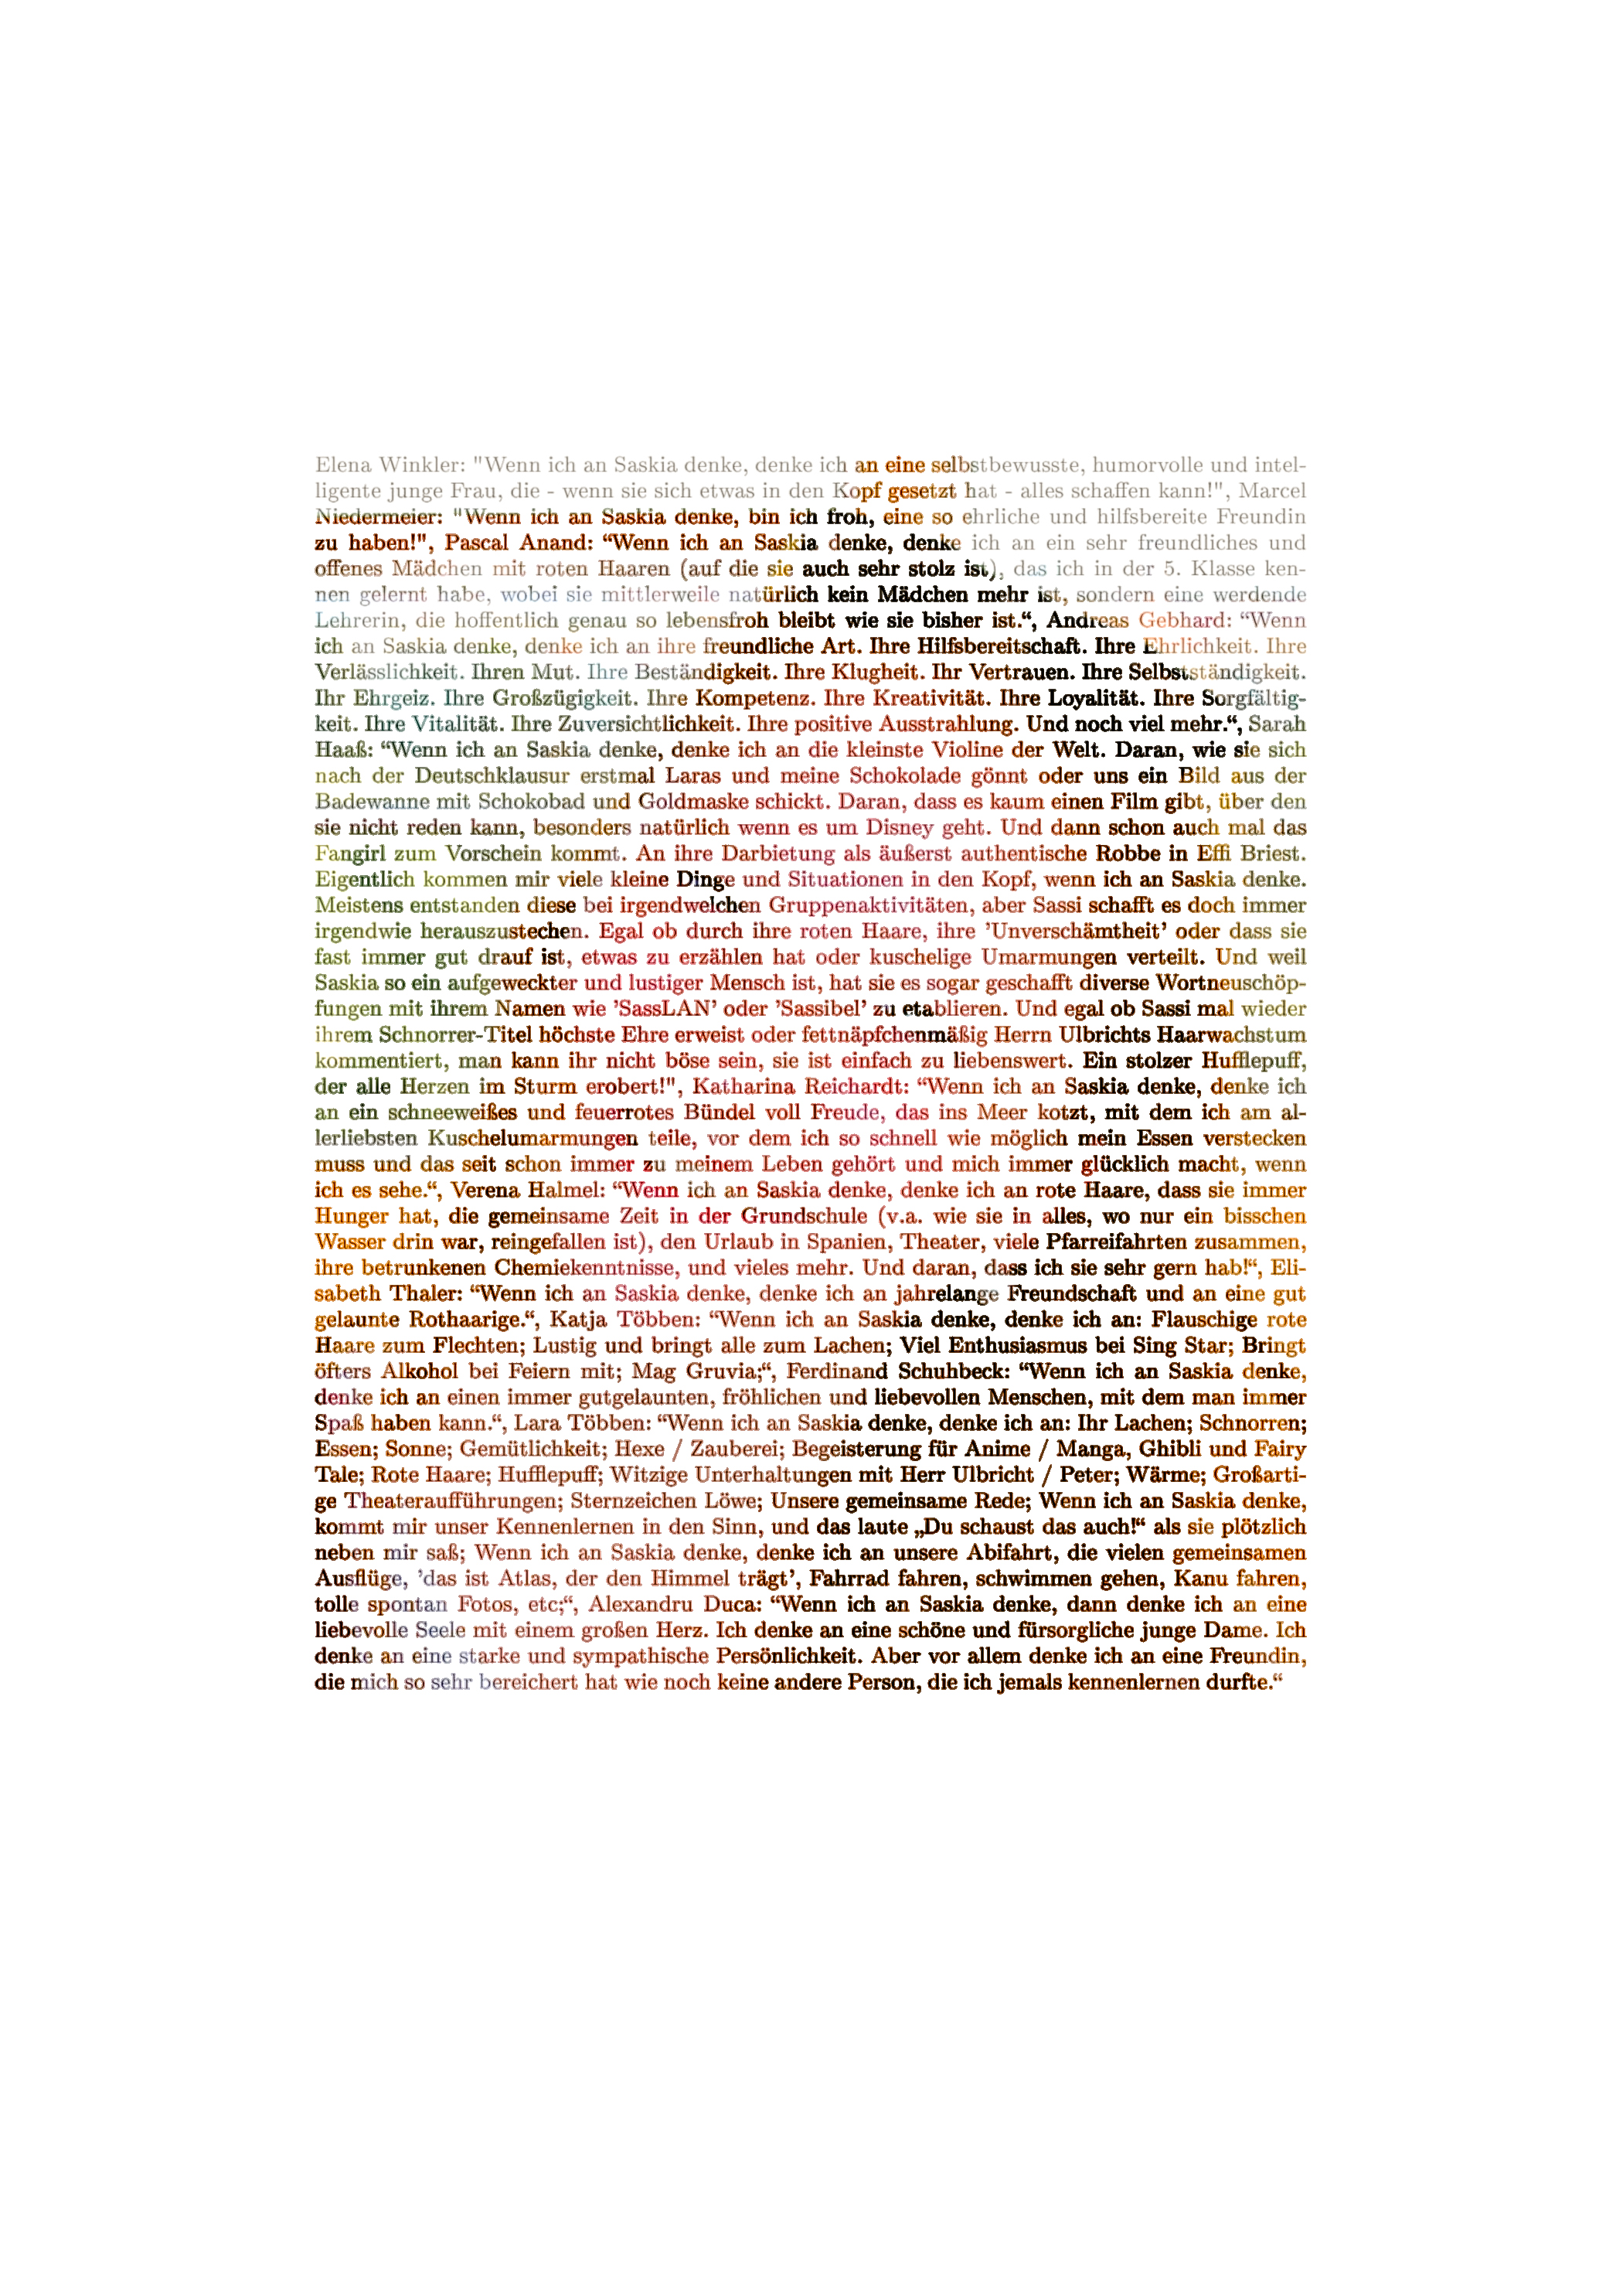 Elena Winkler: "Wenn ich an Saskia denke, denke ich an eine selbstbewusste, humorvolle und intel-
ligente junge Frau, die - wenn sie sich etwas in den Kopf gesetzt hat - alles schaffen kann!", Marcel
Niedermeier: "Wenn ich an Saskia denke, bin ich froh, eine so ehrliche und hilfsbereite Freundin
zu haben!", Pascal Anand: “Wenn ich an Saskia denke, denke ich an ein sehr freundliches und
offenes Mädchen mit roten Haaren (auf die sie auch sehr stolz ist), das ich in der 5. Klasse ken-
nen gelernt habe, wobei sie mittlerweile natürlich kein Mädchen mehr ist, sondern eine werdende
Lehrerin, die hoffentlich genau so lebensfroh bleibt wie sie bisher ist.“, Andreas Gebhard: “Wenn
ich an Saskia denke, denke ich an ihre freundliche Art. Ihre Hilfsbereitschaft. Ihre Ehrlichkeit. Ihre
Verlässlichkeit. Ihren Mut. Ihre Beständigkeit. Ihre Klugheit. Ihr Vertrauen. Ihre Selbstständigkeit.
Ihr Ehrgeiz. Ihre Großzügigkeit. Ihre Kompetenz. Ihre Kreativität. Ihre Loyalität. Ihre Sorgfältig-
keit. Ihre Vitalität. Ihre Zuversichtlichkeit. Ihre positive Ausstrahlung. Und noch viel mehr.“, Sarah
Haaß: “Wenn ich an Saskia denke, denke ich an die kleinste Violine der Welt. Daran, wie sie sich
nach der Deutschklausur erstmal Laras und meine Schokolade gönnt oder uns ein Bild aus der
Badewanne mit Schokobad und Goldmaske schickt. Daran, dass es kaum einen Film gibt, über den
sie nicht reden kann, besonders natürlich wenn es um Disney geht. Und dann schon auch mal das
Fangirl zum Vorschein kommt. An ihre Darbietung als äußerst authentische Robbe in Effi Briest.
Eigentlich kommen mir viele kleine Dinge und Situationen in den Kopf, wenn ich an Saskia denke.
Meistens entstanden diese bei irgendwelchen Gruppenaktivitäten, aber Sassi schafft es doch immer
irgendwie herauszustechen. Egal ob durch ihre roten Haare, ihre ’Unverschämtheit’ oder dass sie
fast immer gut drauf ist, etwas zu erzählen hat oder kuschelige Umarmungen verteilt. Und weil
Saskia so ein aufgeweckter und lustiger Mensch ist, hat sie es sogar geschafft diverse Wortneuschöp-
fungen mit ihrem Namen wie ’SassLAN’ oder ’Sassibel’ zu etablieren. Und egal ob Sassi mal wieder
ihrem Schnorrer-Titel höchste Ehre erweist oder fettnäpfchenmäßig Herrn Ulbrichts Haarwachstum
kommentiert, man kann ihr nicht böse sein, sie ist einfach zu liebenswert. Ein stolzer Hufflepuff,
der alle Herzen im Sturm erobert!", Katharina Reichardt: “Wenn ich an Saskia denke, denke ich
an ein schneeweißes und feuerrotes Bündel voll Freude, das ins Meer kotzt, mit dem ich am al-
lerliebsten Kuschelumarmungen teile, vor dem ich so schnell wie möglich mein Essen verstecken
muss und das seit schon immer zu meinem Leben gehört und mich immer glücklich macht, wenn
ich es sehe.“, Verena Halmel: “Wenn ich an Saskia denke, denke ich an rote Haare, dass sie immer
Hunger hat, die gemeinsame Zeit in der Grundschule (v.a. wie sie in alles, wo nur ein bisschen
Wasser drin war, reingefallen ist), den Urlaub in Spanien, Theater, viele Pfarreifahrten zusammen,
ihre betrunkenen Chemiekenntnisse, und vieles mehr. Und daran, dass ich sie sehr gern hab!“, Eli-
sabeth Thaler: “Wenn ich an Saskia denke, denke ich an jahrelange Freundschaft und an eine gut
gelaunte Rothaarige.“, Katja Többen: “Wenn ich an Saskia denke, denke ich an: Flauschige rote
Haare zum Flechten; Lustig und bringt alle zum Lachen; Viel Enthusiasmus bei Sing Star; Bringt
öfters Alkohol bei Feiern mit; Mag Gruvia;“, Ferdinand Schuhbeck: “Wenn ich an Saskia denke,
denke ich an einen immer gutgelaunten, fröhlichen und liebevollen Menschen, mit dem man immer
Spaß haben kann.“, Lara Többen: “Wenn ich an Saskia denke, denke ich an: Ihr Lachen; Schnorren;
Essen; Sonne; Gemütlichkeit; Hexe / Zauberei; Begeisterung für Anime / Manga, Ghibli und Fairy
Tale; Rote Haare; Hufflepuff; Witzige Unterhaltungen mit Herr Ulbricht / Peter; Wärme; Großarti-
ge Theateraufführungen; Sternzeichen Löwe; Unsere gemeinsame Rede; Wenn ich an Saskia denke,
kommt mir unser Kennenlernen in den Sinn, und das laute „Du schaust das auch!“ als sie plötzlich
neben mir saß; Wenn ich an Saskia denke, denke ich an unsere Abifahrt, die vielen gemeinsamen
Ausflüge, ’das ist Atlas, der den Himmel trägt’, Fahrrad fahren, schwimmen gehen, Kanu fahren,
tolle spontan Fotos, etc;“, Alexandru Duca: “Wenn ich an Saskia denke, dann denke ich an eine
liebevolle Seele mit einem großen Herz. Ich denke an eine schöne und fürsorgliche junge Dame. Ich
denke an eine starke und sympathische Persönlichkeit. Aber vor allem denke ich an eine Freundin,
die mich so sehr bereichert hat wie noch keine andere Person, die ich jemals kennenlernen durfte.“